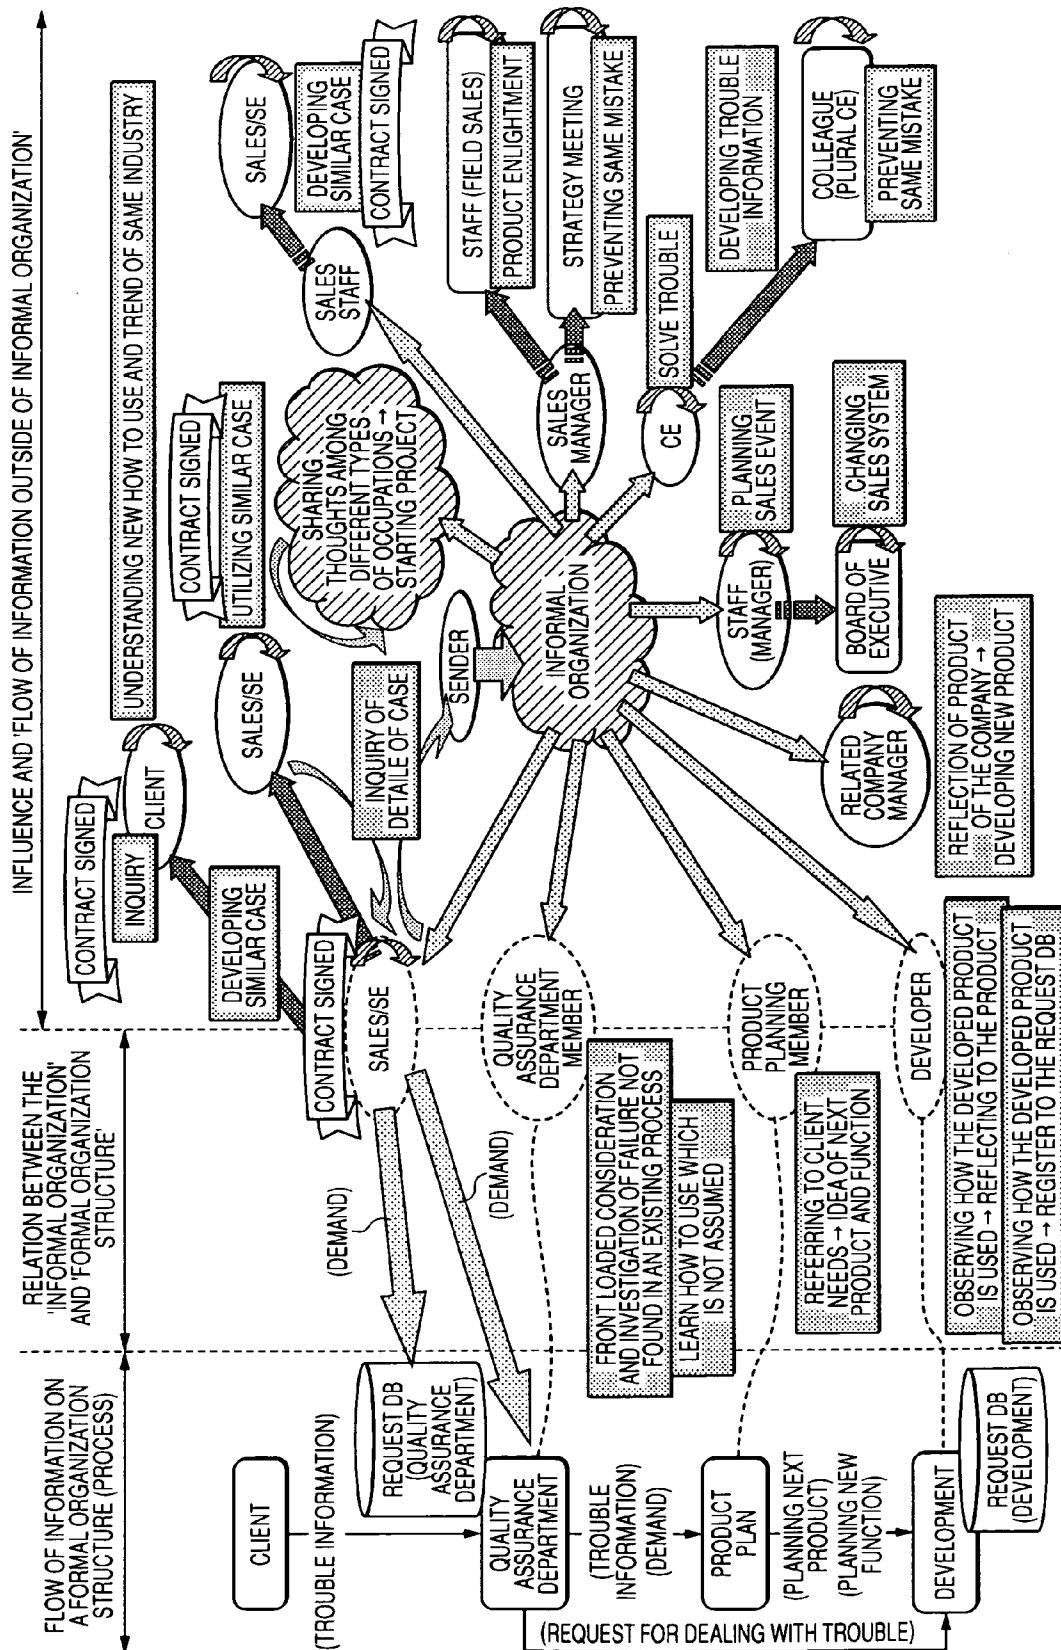 FLOW OF INFORMATION ON
A FORMAL ORGANIZATION
STRUCTURE (PROCESS)
RELATION BETWEEN THE
'INFORMAL ORGANIZATION'
AND 'FORMAL ORGANIZATION
STRUCTURE'
INFLUENCE AND 'FLOW OF INFORMATION OUTSIDE OF INFORMAL ORGANIZATION'
CLIENT
(TROUBLE INFORMATION)
REQUEST DB
(QUALITY
ASSURANCE
DEPARTMENT)
QUALITY
ASSURANCE
DEPARTMENT
(TROUBLE
INFORMATION)
(DEMAND)
PRODUCT
PLAN
(PLANNING NEXT
PRODUCT)
(PLANNING NEW
FUNCTION)
DEVELOPMENT
REQUEST DB
(DEVELOPMENT)
(REQUEST FOR DEALING WITH TROUBLE)
(DEMAND)
(DEMAND)
FRONT LOADED CONSIDERATION
AND INVESTIGATION OF FAILURE NOT
FOUND IN AN EXISTING PROCESS
LEARN HOW TO USE WHICH
IS NOT ASSUMED
REFERRING TO CLIENT
NEEDS → IDEA OF NEXT
PRODUCT AND FUNCTION
OBSERVING HOW THE DEVELOPED PRODUCT
IS USED → REFLECTING TO THE PRODUCT
OBSERVING HOW THE DEVELOPED PRODUCT
IS USED → REGISTER TO THE REQUEST DB
CONTRACT SIGNED
SALES/SE
QUALITY
ASSURANCE
DEPARTMENT
MEMBER
PRODUCT
PLANNING
MEMBER
DEVELOPER
CONTRACT SIGNED
INQUIRY
CLIENT
DEVELOPING
SIMILAR CASE
UNDERSTANDING NEW HOW TO USE AND TREND OF SAME INDUSTRY
SALES/SE
CONTRACT SIGNED
UTILIZING SIMILAR CASE
INQUIRY OF
DETAILE OF CASE
SENDER
SHARING
THOUGHTS AMONG
DIFFERENT TYPES
OF OCCUPATIONS →
STARTING PROJECT
INFORMAL
ORGANIZATION
RELATED
COMPANY
MANAGER
REFLECTION OF PRODUCT
OF THE COMPANY →
DEVELOPING NEW PRODUCT
STAFF
(MANAGER)
PLANNING
SALES EVENT
BOARD OF
EXECUTIVE
CHANGING
SALES SYSTEM
SALES
STAFF
SALES/SE
DEVELOPING
SIMILAR CASE
CONTRACT SIGNED
SALES
MANAGER
STAFF (FIELD SALES)
PRODUCT ENLIGHTMENT
STRATEGY MEETING
PREVENTING SAME MISTAKE
CE
SOLVE TROUBLE
DEVELOPING TROUBLE
INFORMATION
COLLEAGUE
(PLURAL CE)
PREVENTING
SAME MISTAKE